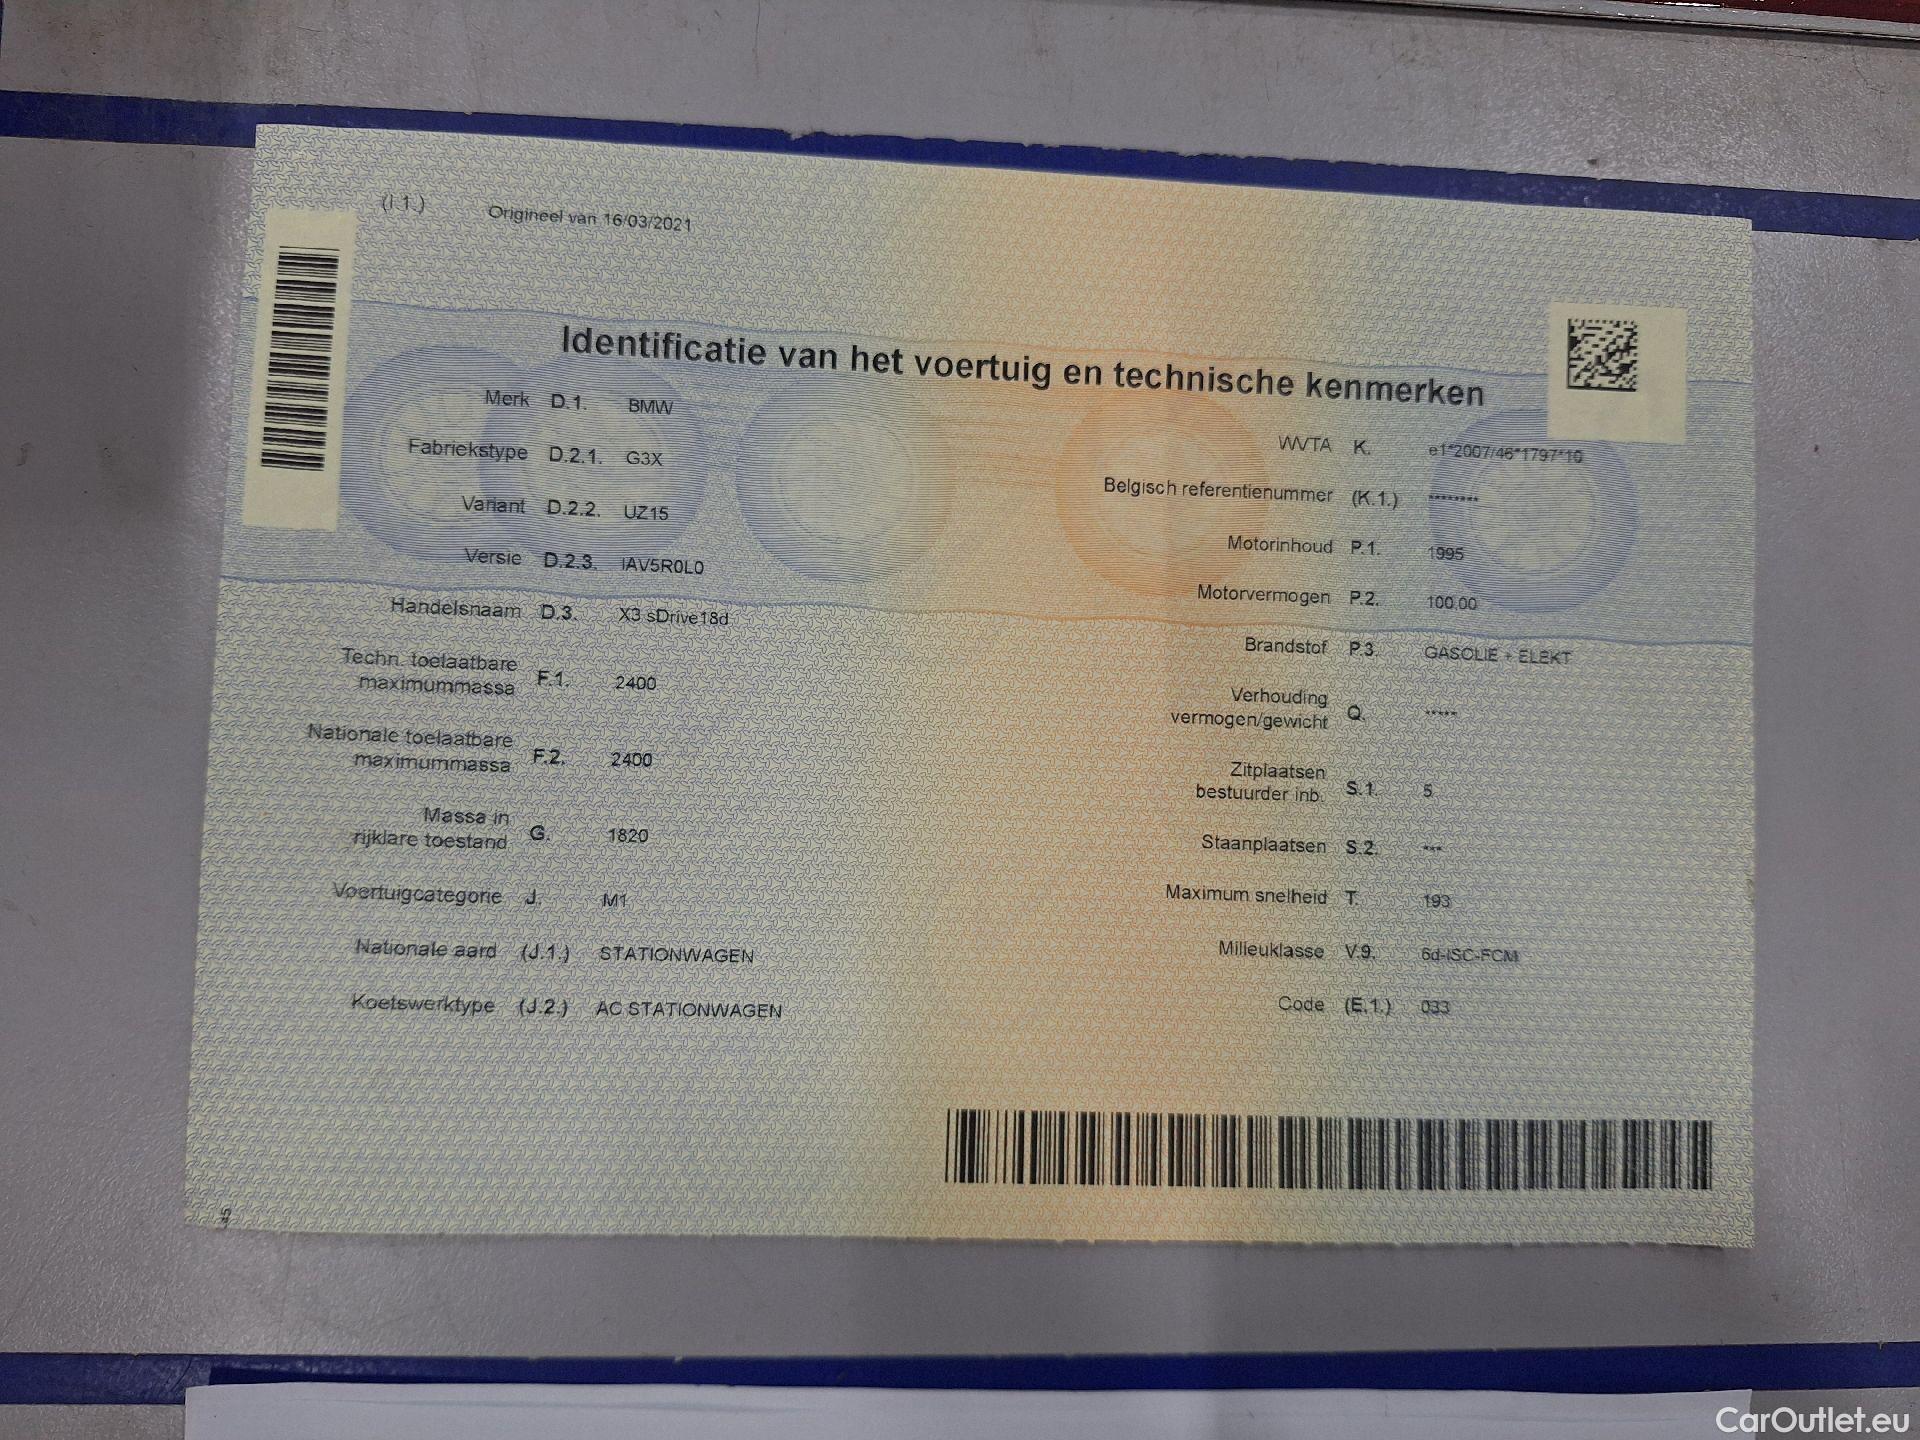 (I.1.) Origineel van 16/03/2021
Identificatie van het voertuig en technische kenmerken
Merk D.1. BMW
Fabriekstype D.2.1. G3X
Variant D.2.2. UZ15
Versie D.2.3. IAV5R0L0
Handelsnaam D.3. X3 sDrive18d
Techn. toelaatbare
maximummassa F.1. 2400
Nationale toelaatbare
maximummassa F.2. 2400
Massa in
rijklare toestand G. 1820
Voertuigcategorie J. M1
Nationale aard (J.1.) STATIONWAGEN
Koetswerktype (J.2.) AC STATIONWAGEN
WVTA K. e1*2007/46*1797*10
Belgisch referentienummer (K.1.) ********
Motorinhoud P.1. 1995
Motorvermogen P.2. 100,00
Brandstof P.3. GASOLIE + ELEKT
Verhouding
vermogen/gewicht Q. *****
Zitplaatsen
bestuurder inb. S.1. 5
Staanplaatsen S.2. ***
Maximum snelheid T. 193
Milieuklasse V.9. 6d-ISC-FCM
Code (E.1.) 033
CarOutlet.eu